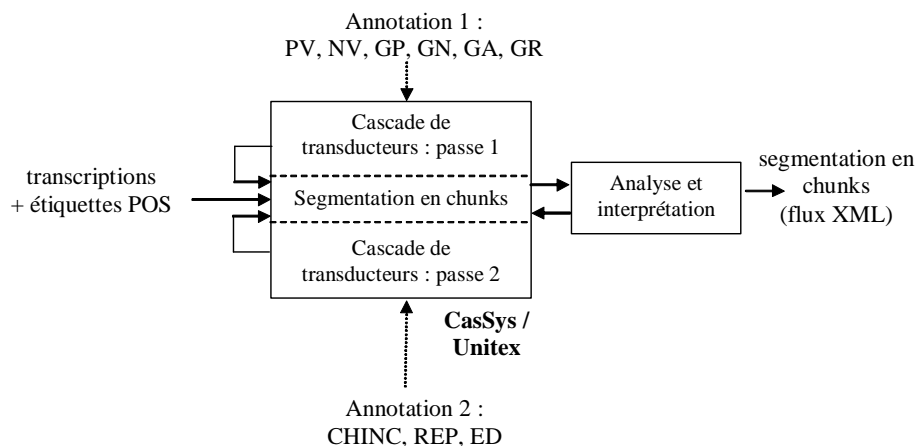 Annotation 1 :
PV, NV, GP, GN, GA, GR
Cascade de
transducteurs : passe 1
transcriptions
+ étiquettes POS
Segmentation en chunks
Cascade de
transducteurs : passe 2
Analyse et
interprétation
segmentation en
chunks
(flux XML)
CasSys /
Unitex
Annotation 2 :
CHINC, REP, ED